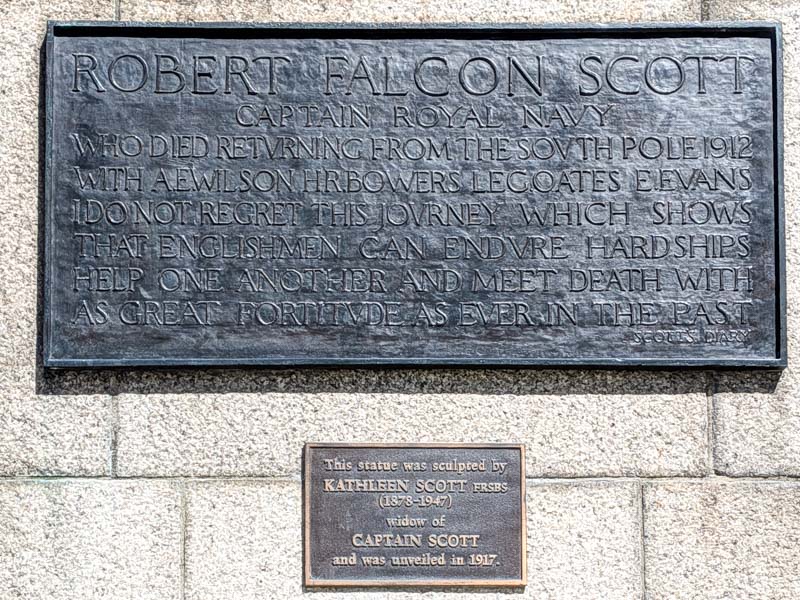 ROBERT FALCON SCOTT
CAPTAIN ROYAL NAVY
WHO DIED RETVRNING FROM THE SOVTH POLE 1912
WITH A.E.WILSON H.R.BOWERS L.E.G.OATES E.EVANS
I DO NOT REGRET THIS JOVRNEY WHICH SHOWS
THAT ENGLISHMEN CAN ENDVRE HARDSHIPS
HELP ONE ANOTHER AND MEET DEATH WITH
AS GREAT FORTITVDE AS EVER IN THE PAST
SCOTTS DIARY
This statue was sculpted by
KATHLEEN SCOTT FRSBS
(1878-1947)
widow of
CAPTAIN SCOTT
and was unveiled in 1917.